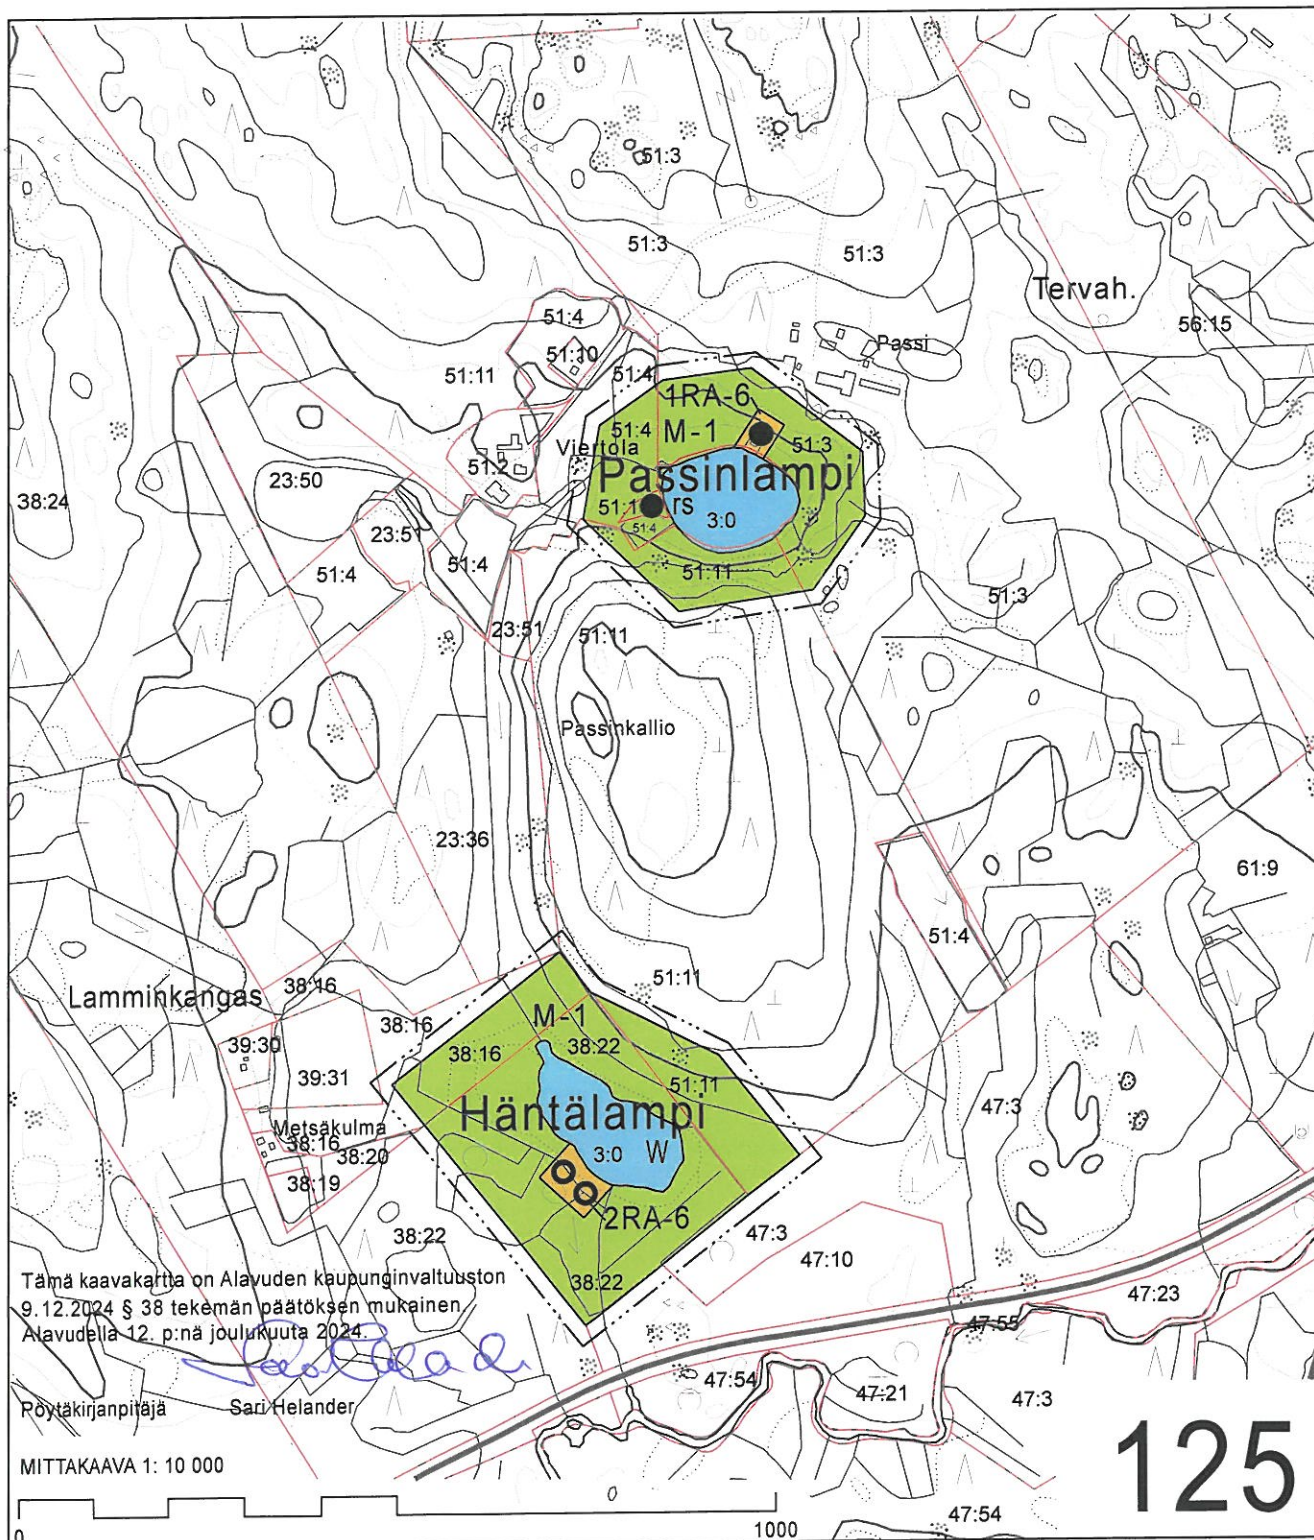 51:3
51:3
51:3
Tervah.
56:15
51:4
51:10
Passi
51:11
51:4
1RA-6
51:4
M-1
51:3
Viertola
51:2
Passinlampi
23:50
38:24
51:1
rs
3:0
51:4
23:51
51:4
51:4
51:11
51:3
23:51
51:11
Passinkallio
23:36
61:9
51:4
51:11
Lamminkangas
38:16
M-1
38:16
38:22
39:30
38:16
39:31
51:11
Häntälampi
47:3
Metsäkulma
38:16
38:20
3:0
W
38:19
2RA-6
38:22
47:3
47:10
38:22
47:23
Tämä kaavakartta on Alavuden kaupunginvaltuuston
9.12.2024 § 38 tekemän päätöksen mukainen.
Alavudella 12. p:nä joulukuuta 2024.
47:55
47:54
47:21
47:3
Pöytäkirjanpitäjä Sari Helander
125
MITTAKAAVA 1: 10 000
47:54
0
1000